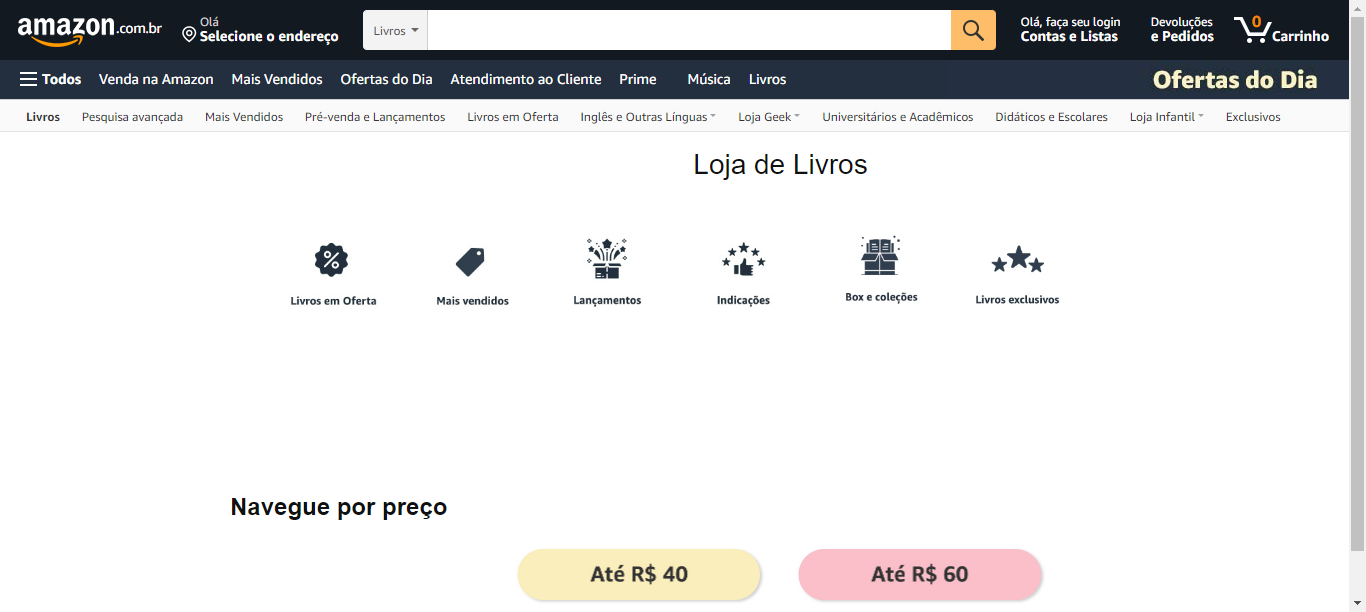 amazon.com.br
Olá
Selecione o endereço
Livros
Olá, faça seu login
Contas e Listas
Devoluções
e Pedidos
0
Carrinho
Todos Venda na Amazon Mais Vendidos Ofertas do Dia Atendimento ao Cliente Prime Música Livros Ofertas do Dia
Livros Pesquisa avançada Mais Vendidos Pré-venda e Lançamentos Livros em Oferta Inglês e Outras Línguas Loja Geek Universitários e Acadêmicos Didáticos e Escolares Loja Infantil Exclusivos
Loja de Livros
%
Livros em Oferta Mais vendidos Lançamentos Indicações Box e coleções Livros exclusivos
Navegue por preço
Até R$ 40 Até R$ 60